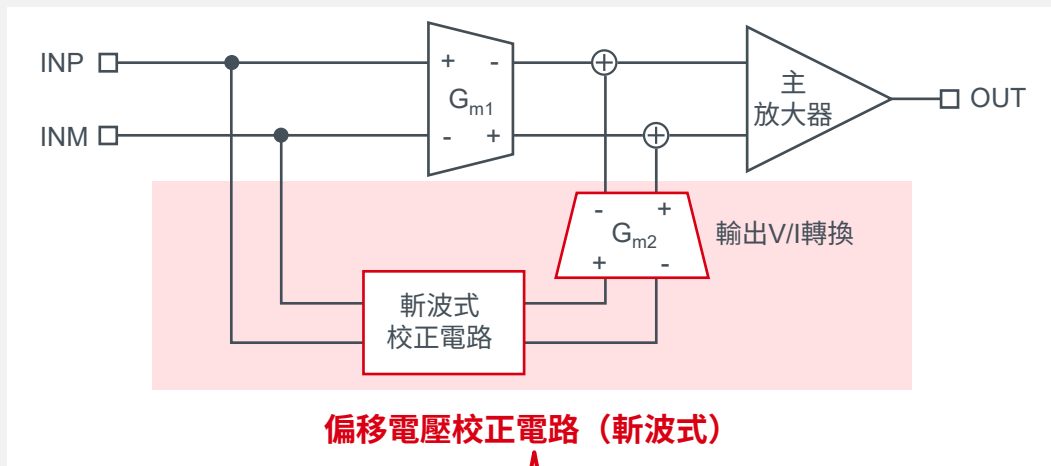 INP
+ -
Gm1
主
放大器
OUT
INM
- +
- +
Gm2
輸出V/I轉換
+ -
斬波式
校正電路
偏移電壓校正電路（斬波式）